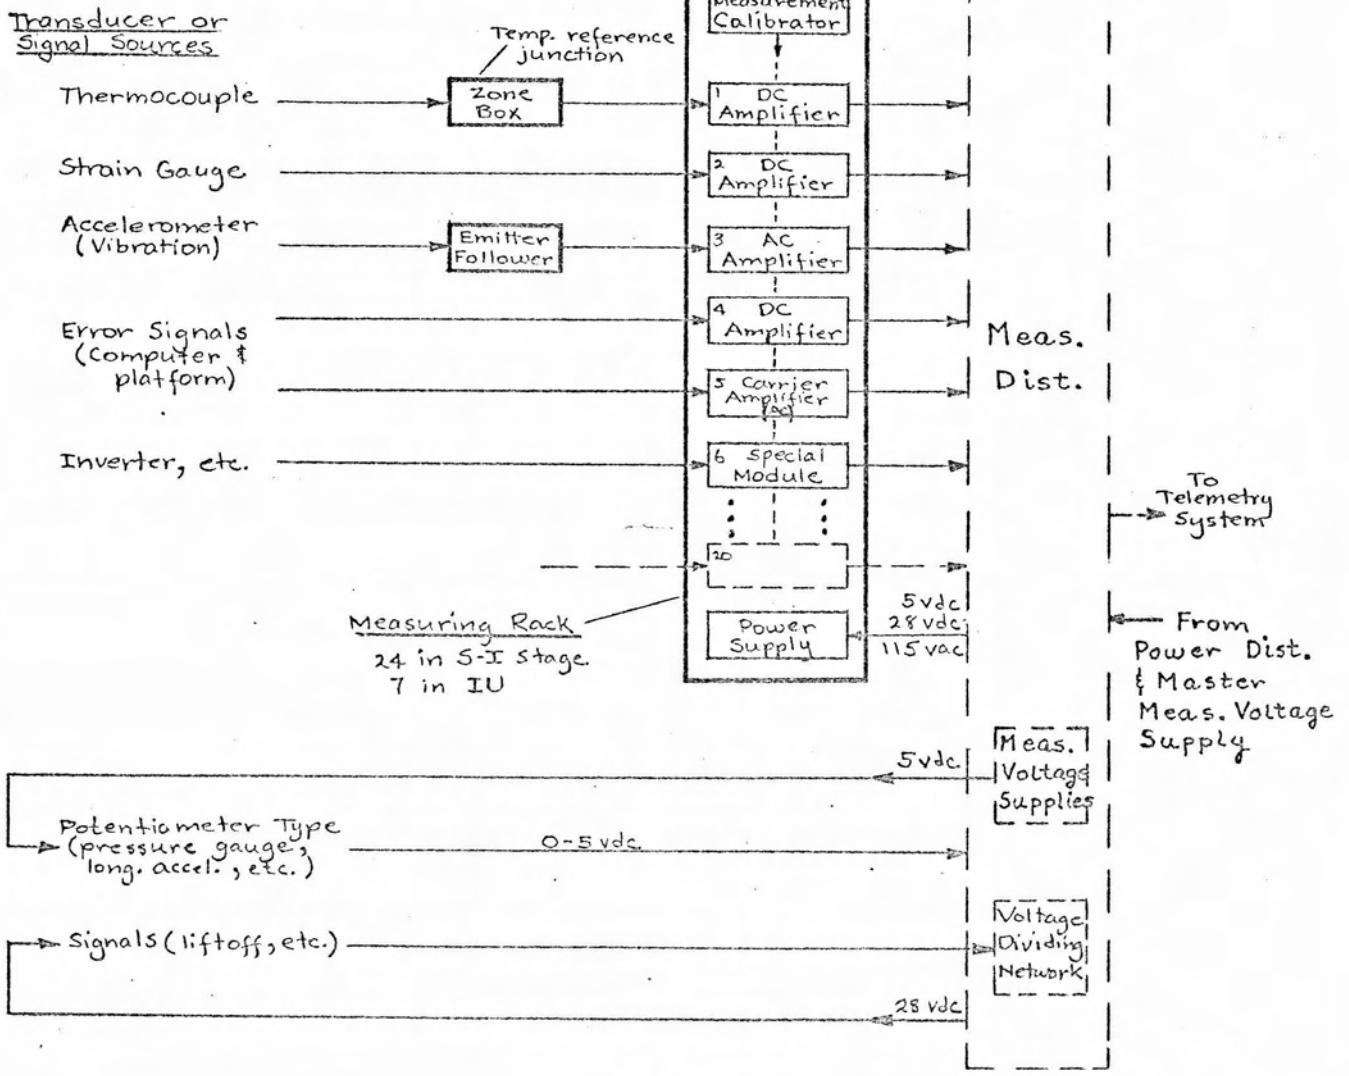 Measurement
Calibrator
Transducer or
Signal Sources
Temp. reference
junction
Thermocouple
Zone
Box
1 DC
Amplifier
Strain Gauge
2 DC
Amplifier
Accelerometer
(Vibration)
Emitter
Follower
3 AC
Amplifier
Error Signals
(Computer &
platform)
4 DC
Amplifier
5 Carrier
Amplifier
Meas.
Dist.
Inverter, etc.
6 Special
Module
20
To
Telemetry
System
Measuring Rack
24 in S-I Stage
7 in IU
Power
Supply
5 vdc
28 vdc
115 vac
From
Power Dist.
& Master
Meas. Voltage
Supply
5 vdc
Meas.
Voltage
Supplies
Potentiometer Type
(pressure gauge,
long. accel., etc.)
0-5 vdc
Signals (liftoff, etc.)
Voltage
Dividing
Network
28 vdc